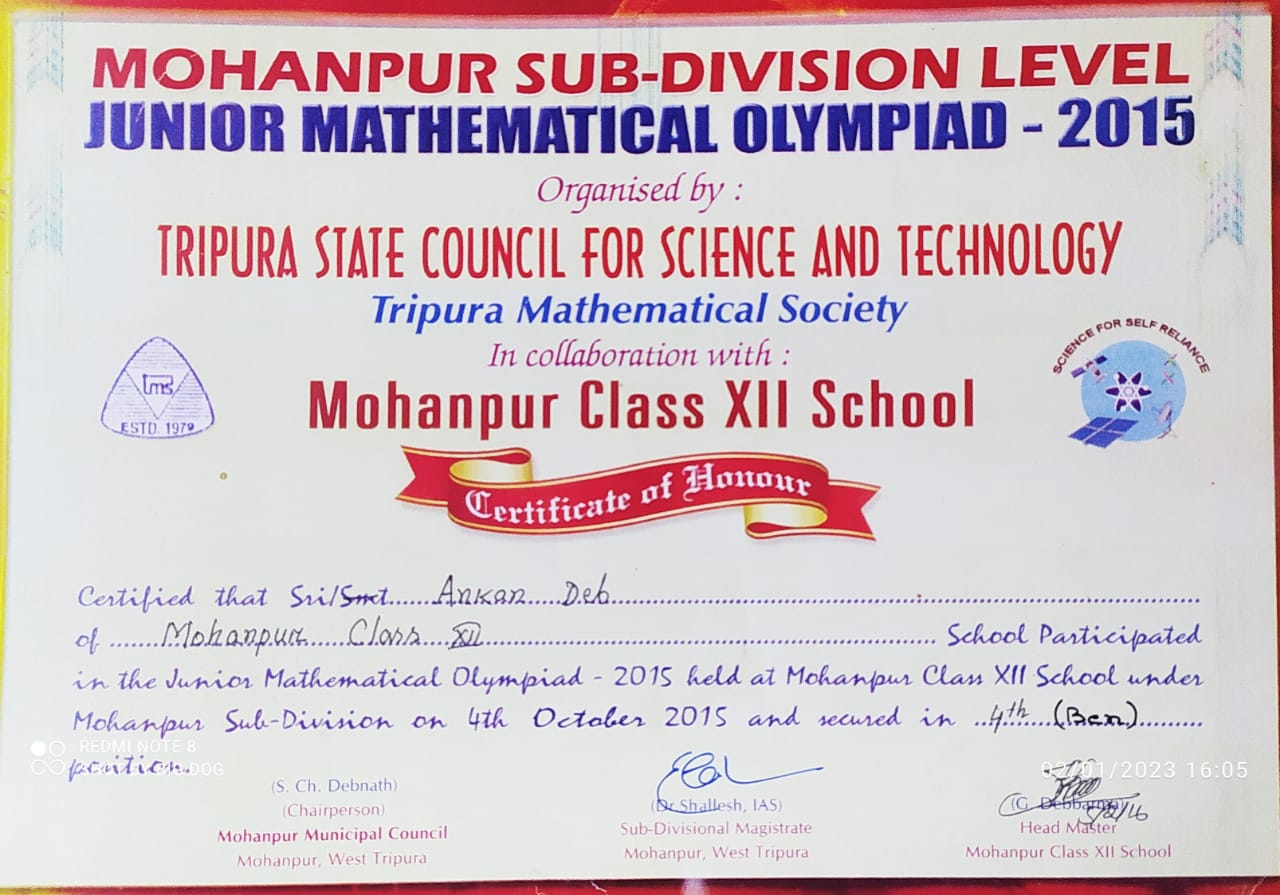 MOHANPUR SUB-DIVISION LEVEL
JUNIOR MATHEMATICAL OLYMPIAD - 2015
Organised by :
TRIPURA STATE COUNCIL FOR SCIENCE AND TECHNOLOGY
Tripura Mathematical Society
In collaboration with :
Mohanpur Class XII School
tms
ESTD. 1979
SCIENCE FOR SELF RELIANCE
Certificate of Honour
Certified that Sri/Smt......Ankan Deb......
of ......Mohanpur Class XII...... School Participated
in the Junior Mathematical Olympiad - 2015 held at Mohanpur Class XII School under
Mohanpur Sub-Division on 4th October 2015 and secured in ..4th (Ben)......
position.
REDMI NOTE 8
02/01/2023 16:05
(S. Ch. Debnath)
(Chairperson)
Mohanpur Municipal Council
Mohanpur, West Tripura
(Dr Shallesh, IAS)
Sub-Divisional Magistrate
Mohanpur, West Tripura
(G. Debbarma)
Head Master
Mohanpur Class XII School